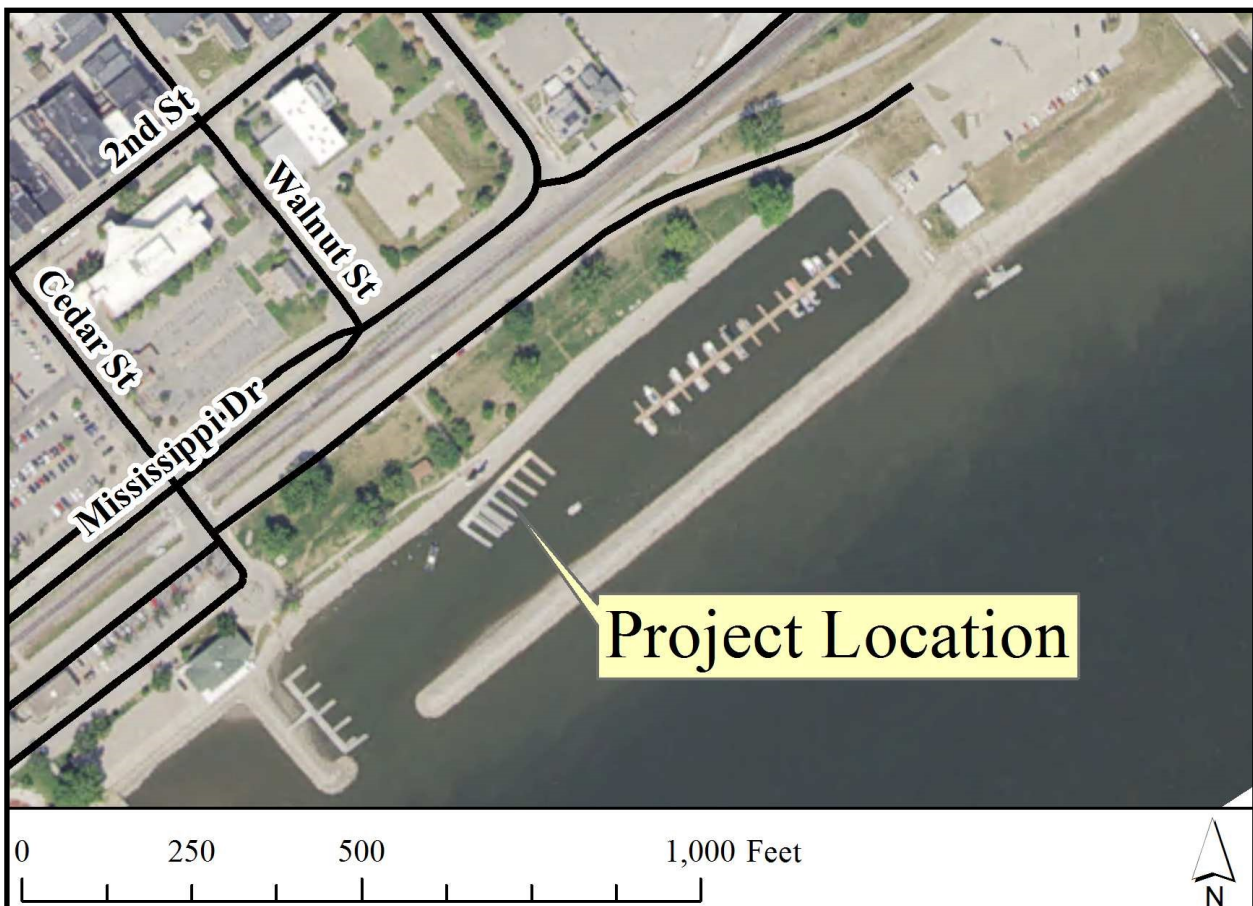 2nd St
Walnut St
Cedar St
Mississippi Dr
Project Location
0 250 500 1,000 Feet
N